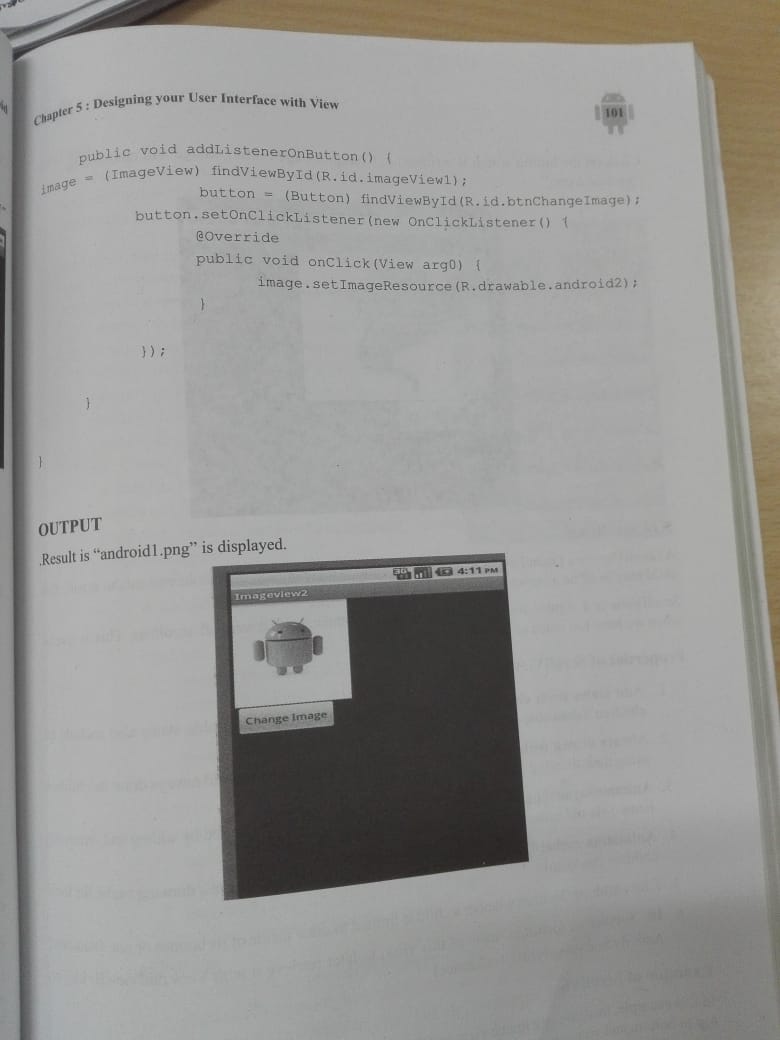 Chapter 5 : Designing your User Interface with View
101
public void addListenerOnButton() {
image = (ImageView) findViewById(R.id.imageView1);
button = (Button) findViewById(R.id.btnChangeImage);
button.setOnClickListener(new OnClickListener() {
@Override
public void onClick(View arg0) {
image.setImageResource(R.drawable.android2);
}
});
}
}
OUTPUT
.Result is “android1.png” is displayed.
3G 4:11 PM
Imageview2
Change Image